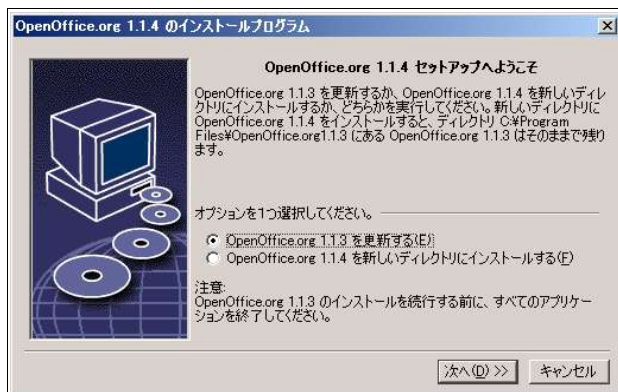 OpenOffice.org 1.1.4 のインストールプログラム
OpenOffice.org 1.1.4 セットアップへようこそ
OpenOffice.org 1.1.3 を更新するか、OpenOffice.org 1.1.4 を新しいディレ
クトリにインストールするか、どちらかを実行してください。新しいディレクトリに
OpenOffice.org 1.1.4 をインストールすると、ディレクトリ C:¥Program
Files¥OpenOffice.org1.1.3 にある OpenOffice.org 1.1.3 はそのままで残り
ます。
オプションを1つ選択してください。
OpenOffice.org 1.1.3 を更新する(E)
OpenOffice.org 1.1.4 を新しいディレクトリにインストールする(F)
注意:
OpenOffice.org 1.1.3 のインストールを続行する前に、すべてのアプリケー
ションを終了してください。
次へ(D) >>
キャンセル